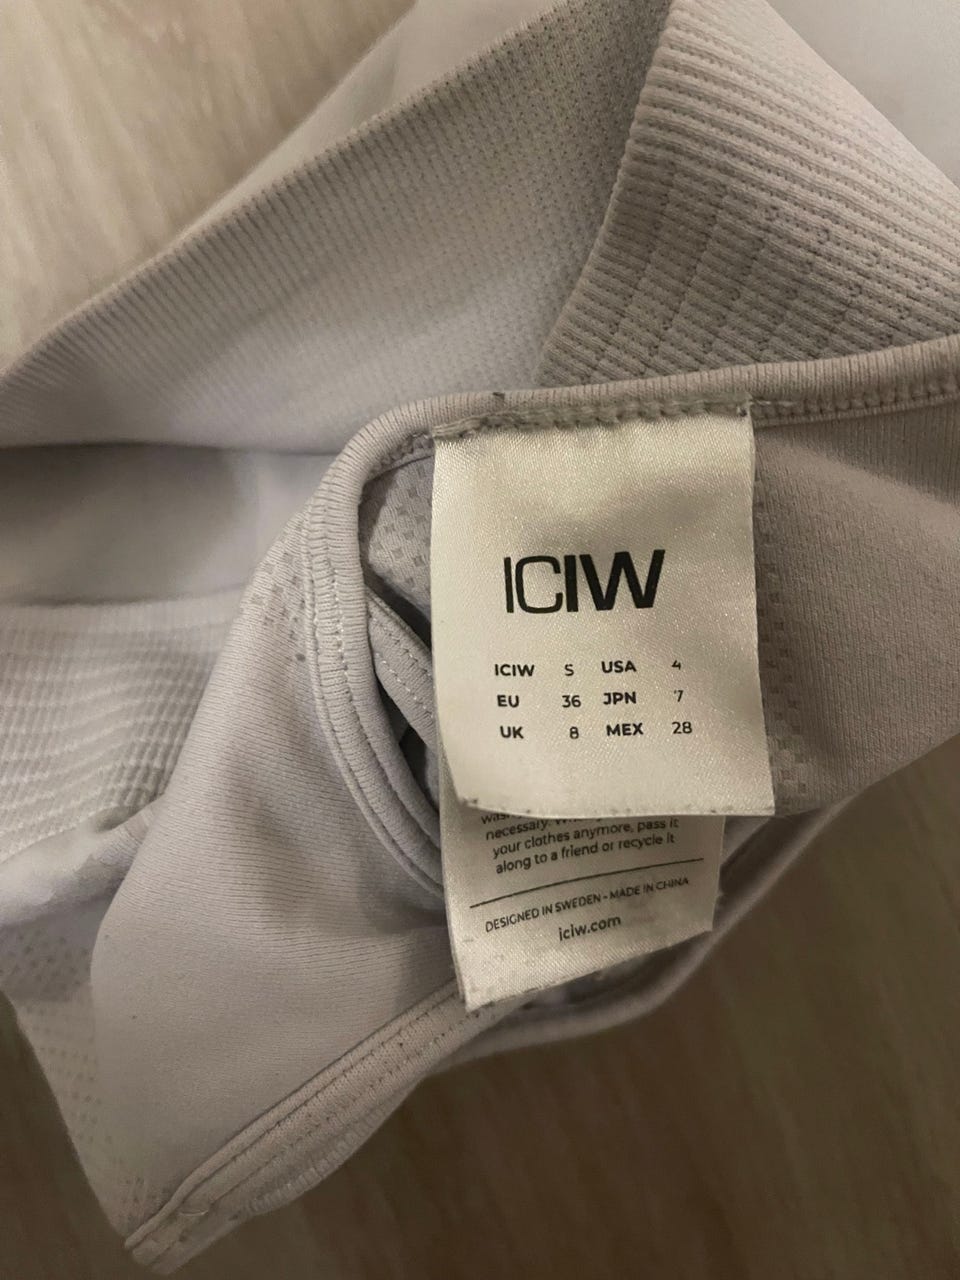 ICIW
ICIW S USA 4
EU 36 JPN 7
UK 8 MEX 28
necessary.
your clothes anymore, pass it
along to a friend or recycle it
DESIGNED IN SWEDEN - MADE IN CHINA
iciw.com